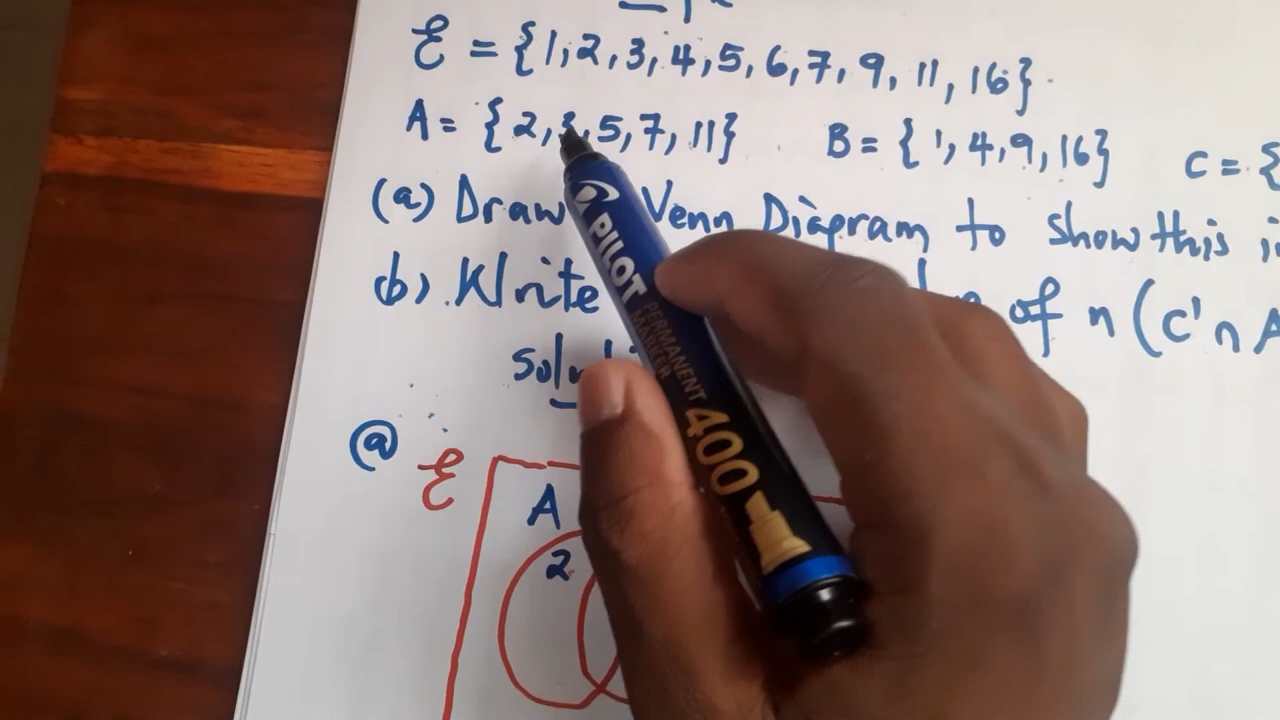 ℰ = {1, 2, 3, 4, 5, 6, 7, 9, 11, 16}
A = {2, 3, 5, 7, 11} B = {1, 4, 9, 16} C = {
(a) Draw Venn Diagram to show this
(b). Write of n (C' ∩ A
@ ℰ
A
2
PILOT
PERMANENT
MARKER
400